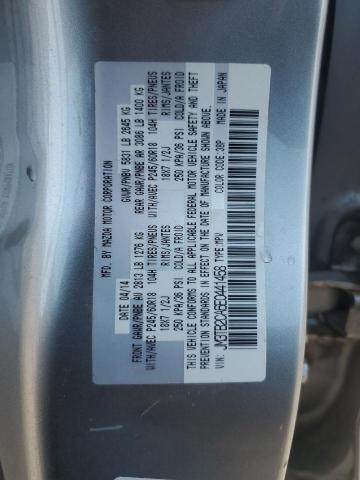 MFD. BY MAZDA MOTOR CORPORATION
DATE: 04/14 GVWR/PNBV 5831 LB 2645 KG
FRONT GAWR/PNBE AV 2813 LB 1276 KG REAR GAWR/PNBE AR 3086 LB 1400 KG
WITH/AVEC P245/60R18 104H TIRES/PNEUS WITH/AVEC P245/60R18 104H TIRES/PNEUS
18X7 1/2J RIMS/JANTES 18X7 1/2J RIMS/JANTES
250 KPA/36 PSI COLD/A FROID 250 KPA/36 PSI COLD/A FROID
THIS VEHICLE CONFORMS TO ALL APPLICABLE FEDERAL MOTOR VEHICLE SAFETY AND THEFT
PREVENTION STANDARDS IN EFFECT ON THE DATE OF MANUFACTURE SHOWN ABOVE.
VIN: JM3TB2CA5E0441456 TYPE: MPV COLOR CODE: 38P MADE IN JAPAN